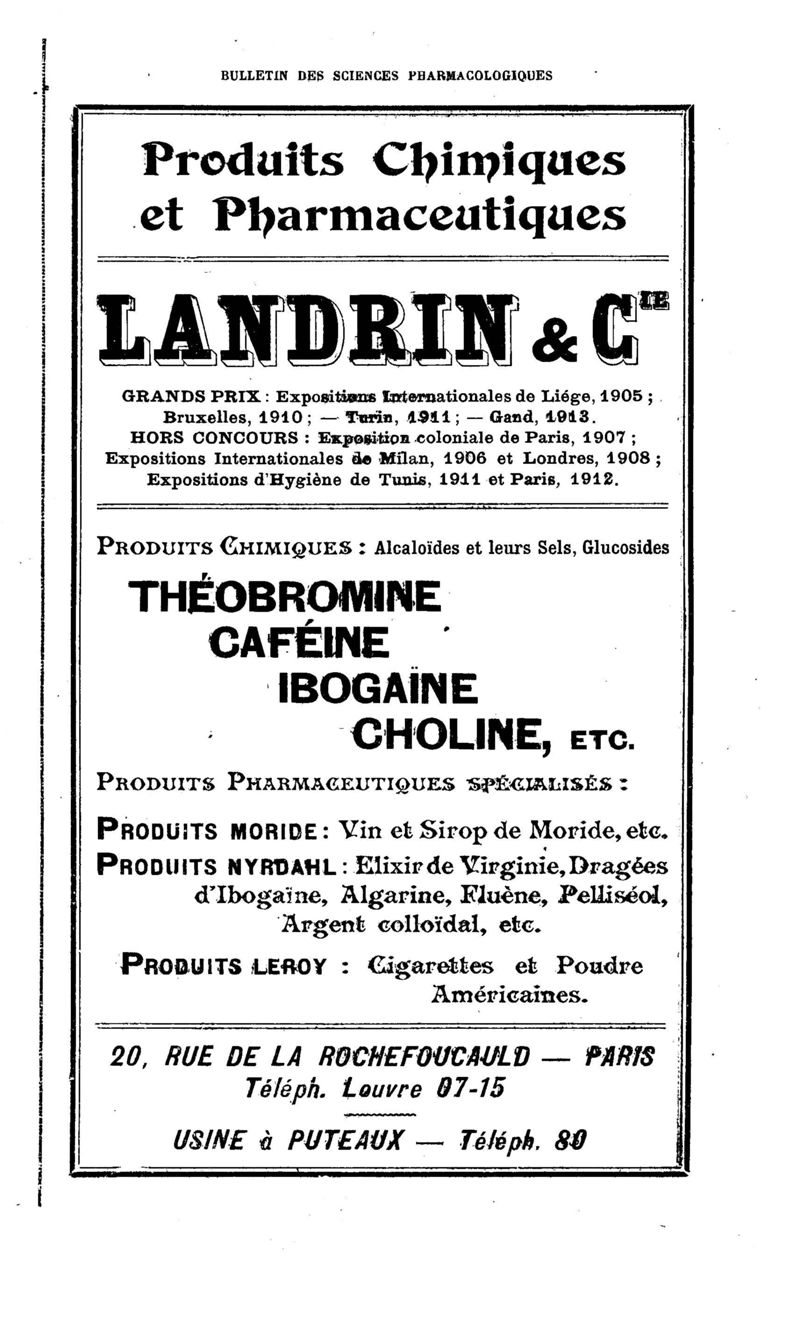 BULLETIN DES SCIENCES PHARMACOLOGIQUES
Produits Chimiques
et Pharmaceutiques
LANDRIN & CIE
GRANDS PRIX : Expositions Internationales de Liége, 1905 ;
Bruxelles, 1910 ; — Turin, 1911 ; — Gand, 1913.
HORS CONCOURS : Exposition coloniale de Paris, 1907 ;
Expositions Internationales de Milan, 1906 et Londres, 1908 ;
Expositions d'Hygiène de Tunis, 1911 et Paris, 1912.
PRODUITS CHIMIQUES : Alcaloïdes et leurs Sels, Glucosides
THÉOBROMINE
CAFÉINE
IBOGAÏNE
CHOLINE, ETC.
PRODUITS PHARMACEUTIQUES SPÉCIALISÉS :
PRODUITS MORIDE : Vin et Sirop de Moride, etc.
PRODUITS NYRDAHL : Elixir de Virginie, Dragées
d'Ibogaïne, Algarine, Fluène, Pelliséol,
Argent colloïdal, etc.
PRODUITS LEROY : Cigarettes et Poudre
Américaines.
20, RUE DE LA ROCHEFOUCAULD — PARIS
Téléph. Louvre 07-15
USINE à PUTEAUX — Téléph. 80